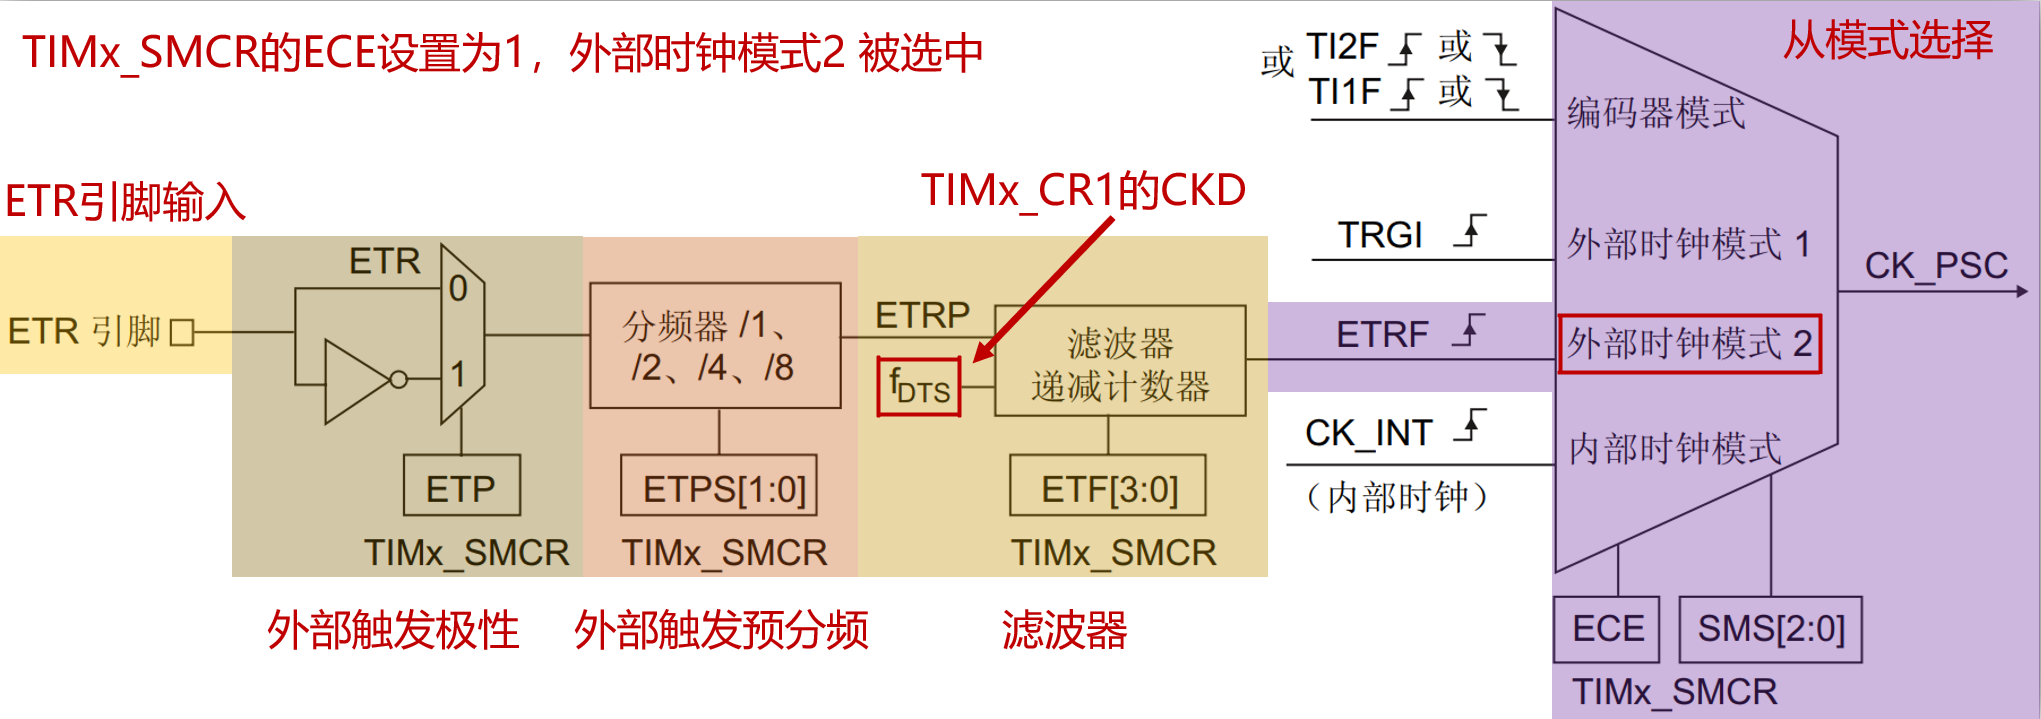 TIMx_SMCR的ECE设置为1，外部时钟模式2 被选中
从模式选择
或 TI2F 或
TI1F 或
编码器模式
ETR引脚输入
TIMx_CR1的CKD
TRGI
外部时钟模式 1
CK_PSC
ETR
0
ETR 引脚
1
分频器 /1、
/2、/4、/8
ETRP
fDTS
滤波器
递减计数器
ETRF
外部时钟模式 2
CK_INT
（内部时钟）
内部时钟模式
ETP
ETPS[1:0]
ETF[3:0]
TIMx_SMCR
TIMx_SMCR
TIMx_SMCR
外部触发极性
外部触发预分频
滤波器
ECE
SMS[2:0]
TIMx_SMCR